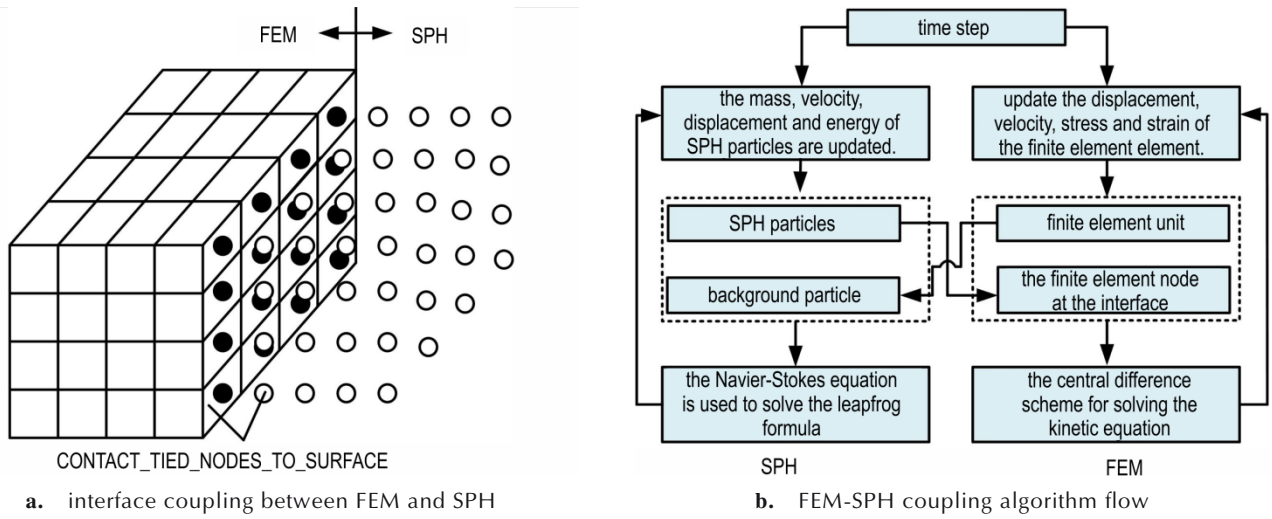 FEM
SPH
CONTACT_TIED_NODES_TO_SURFACE
a. interface coupling between FEM and SPH
time step
the mass, velocity,
displacement and energy of
SPH particles are updated.
update the displacement,
velocity, stress and strain of
the finite element element.
SPH particles
finite element unit
background particle
the finite element node
at the interface
the Navier-Stokes equation
is used to solve the leapfrog
formula
the central difference
scheme for solving the
kinetic equation
SPH
FEM
b. FEM-SPH coupling algorithm flow